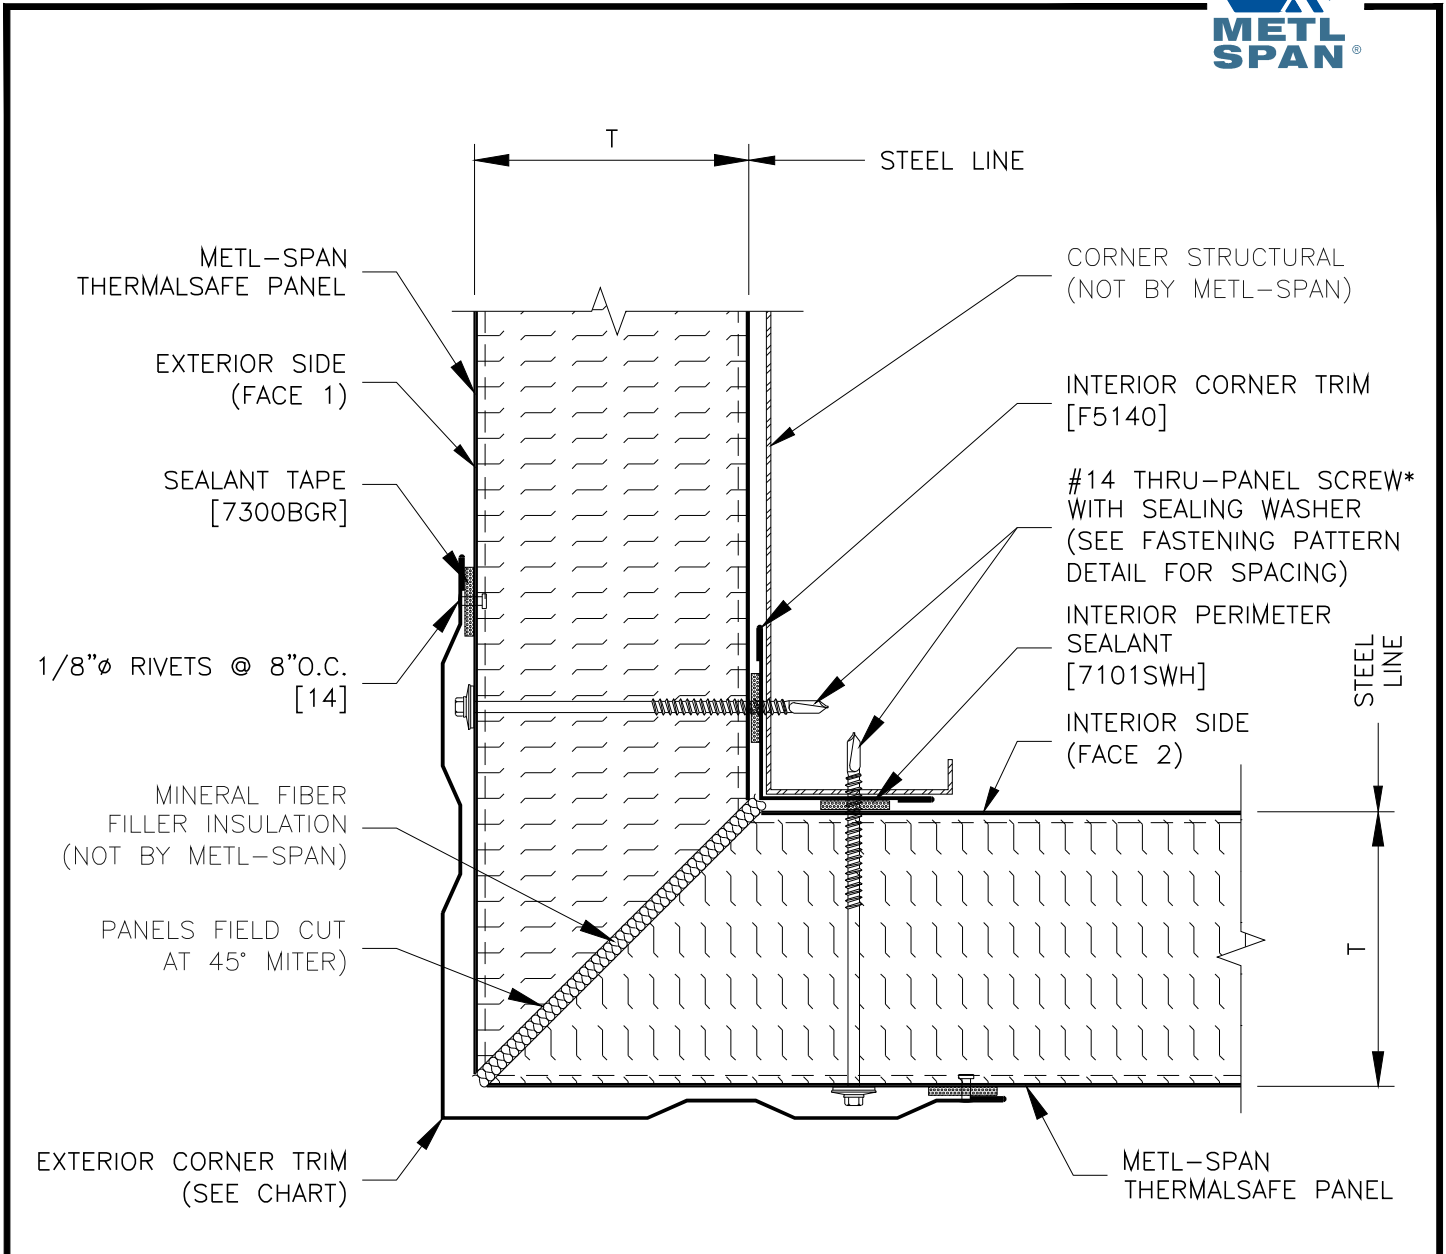 METL
SPAN®
T
STEEL LINE
METL-SPAN
THERMALSAFE PANEL
CORNER STRUCTURAL
(NOT BY METL-SPAN)
EXTERIOR SIDE
(FACE 1)
INTERIOR CORNER TRIM
[F5140]
SEALANT TAPE
[7300BGR]
#14 THRU-PANEL SCREW*
WITH SEALING WASHER
(SEE FASTENING PATTERN
DETAIL FOR SPACING)
INTERIOR PERIMETER
SEALANT
[7101SWH]
STEEL
LINE
1/8"ø RIVETS @ 8"O.C.
[14]
INTERIOR SIDE
(FACE 2)
MINERAL FIBER
FILLER INSULATION
(NOT BY METL-SPAN)
PANELS FIELD CUT
AT 45° MITER)
T
EXTERIOR CORNER TRIM
(SEE CHART)
METL-SPAN
THERMALSAFE PANEL